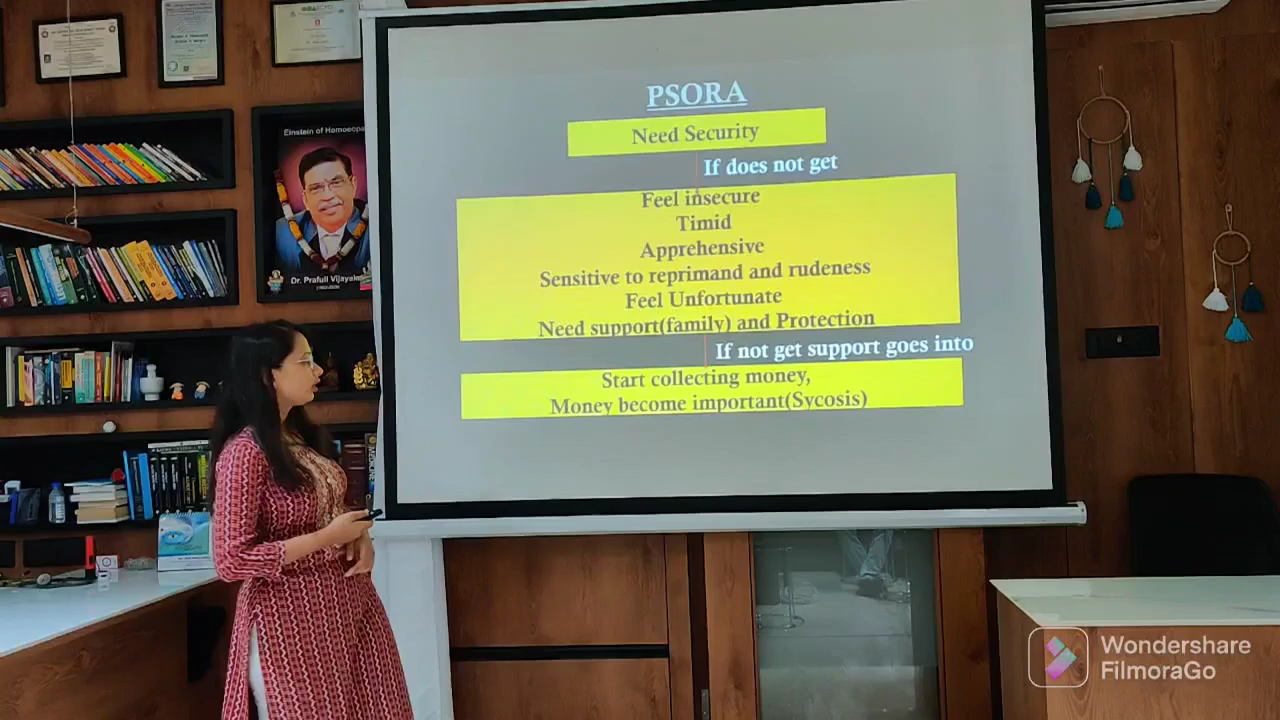 Einstein of Homoeopa
Dr. Prafull Vijayaka
PSORA
Need Security
If does not get
Feel insecure
Timid
Apprehensive
Sensitive to reprimand and rudeness
Feel Unfortunate
Need support(family) and Protection
If not get support goes into
Start collecting money,
Money become important(Sycosis)
Wondershare
FilmoraGo